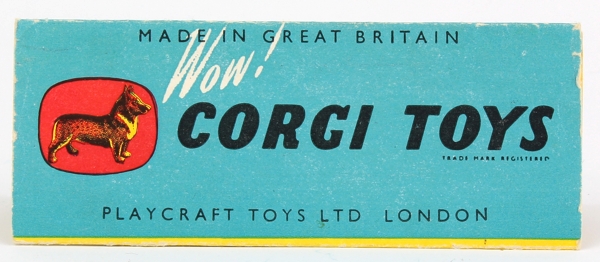 MADE IN GREAT BRITAIN
Wow!
CORGI TOYS
TRADE MARK REGISTERED
PLAYCRAFT TOYS LTD LONDON